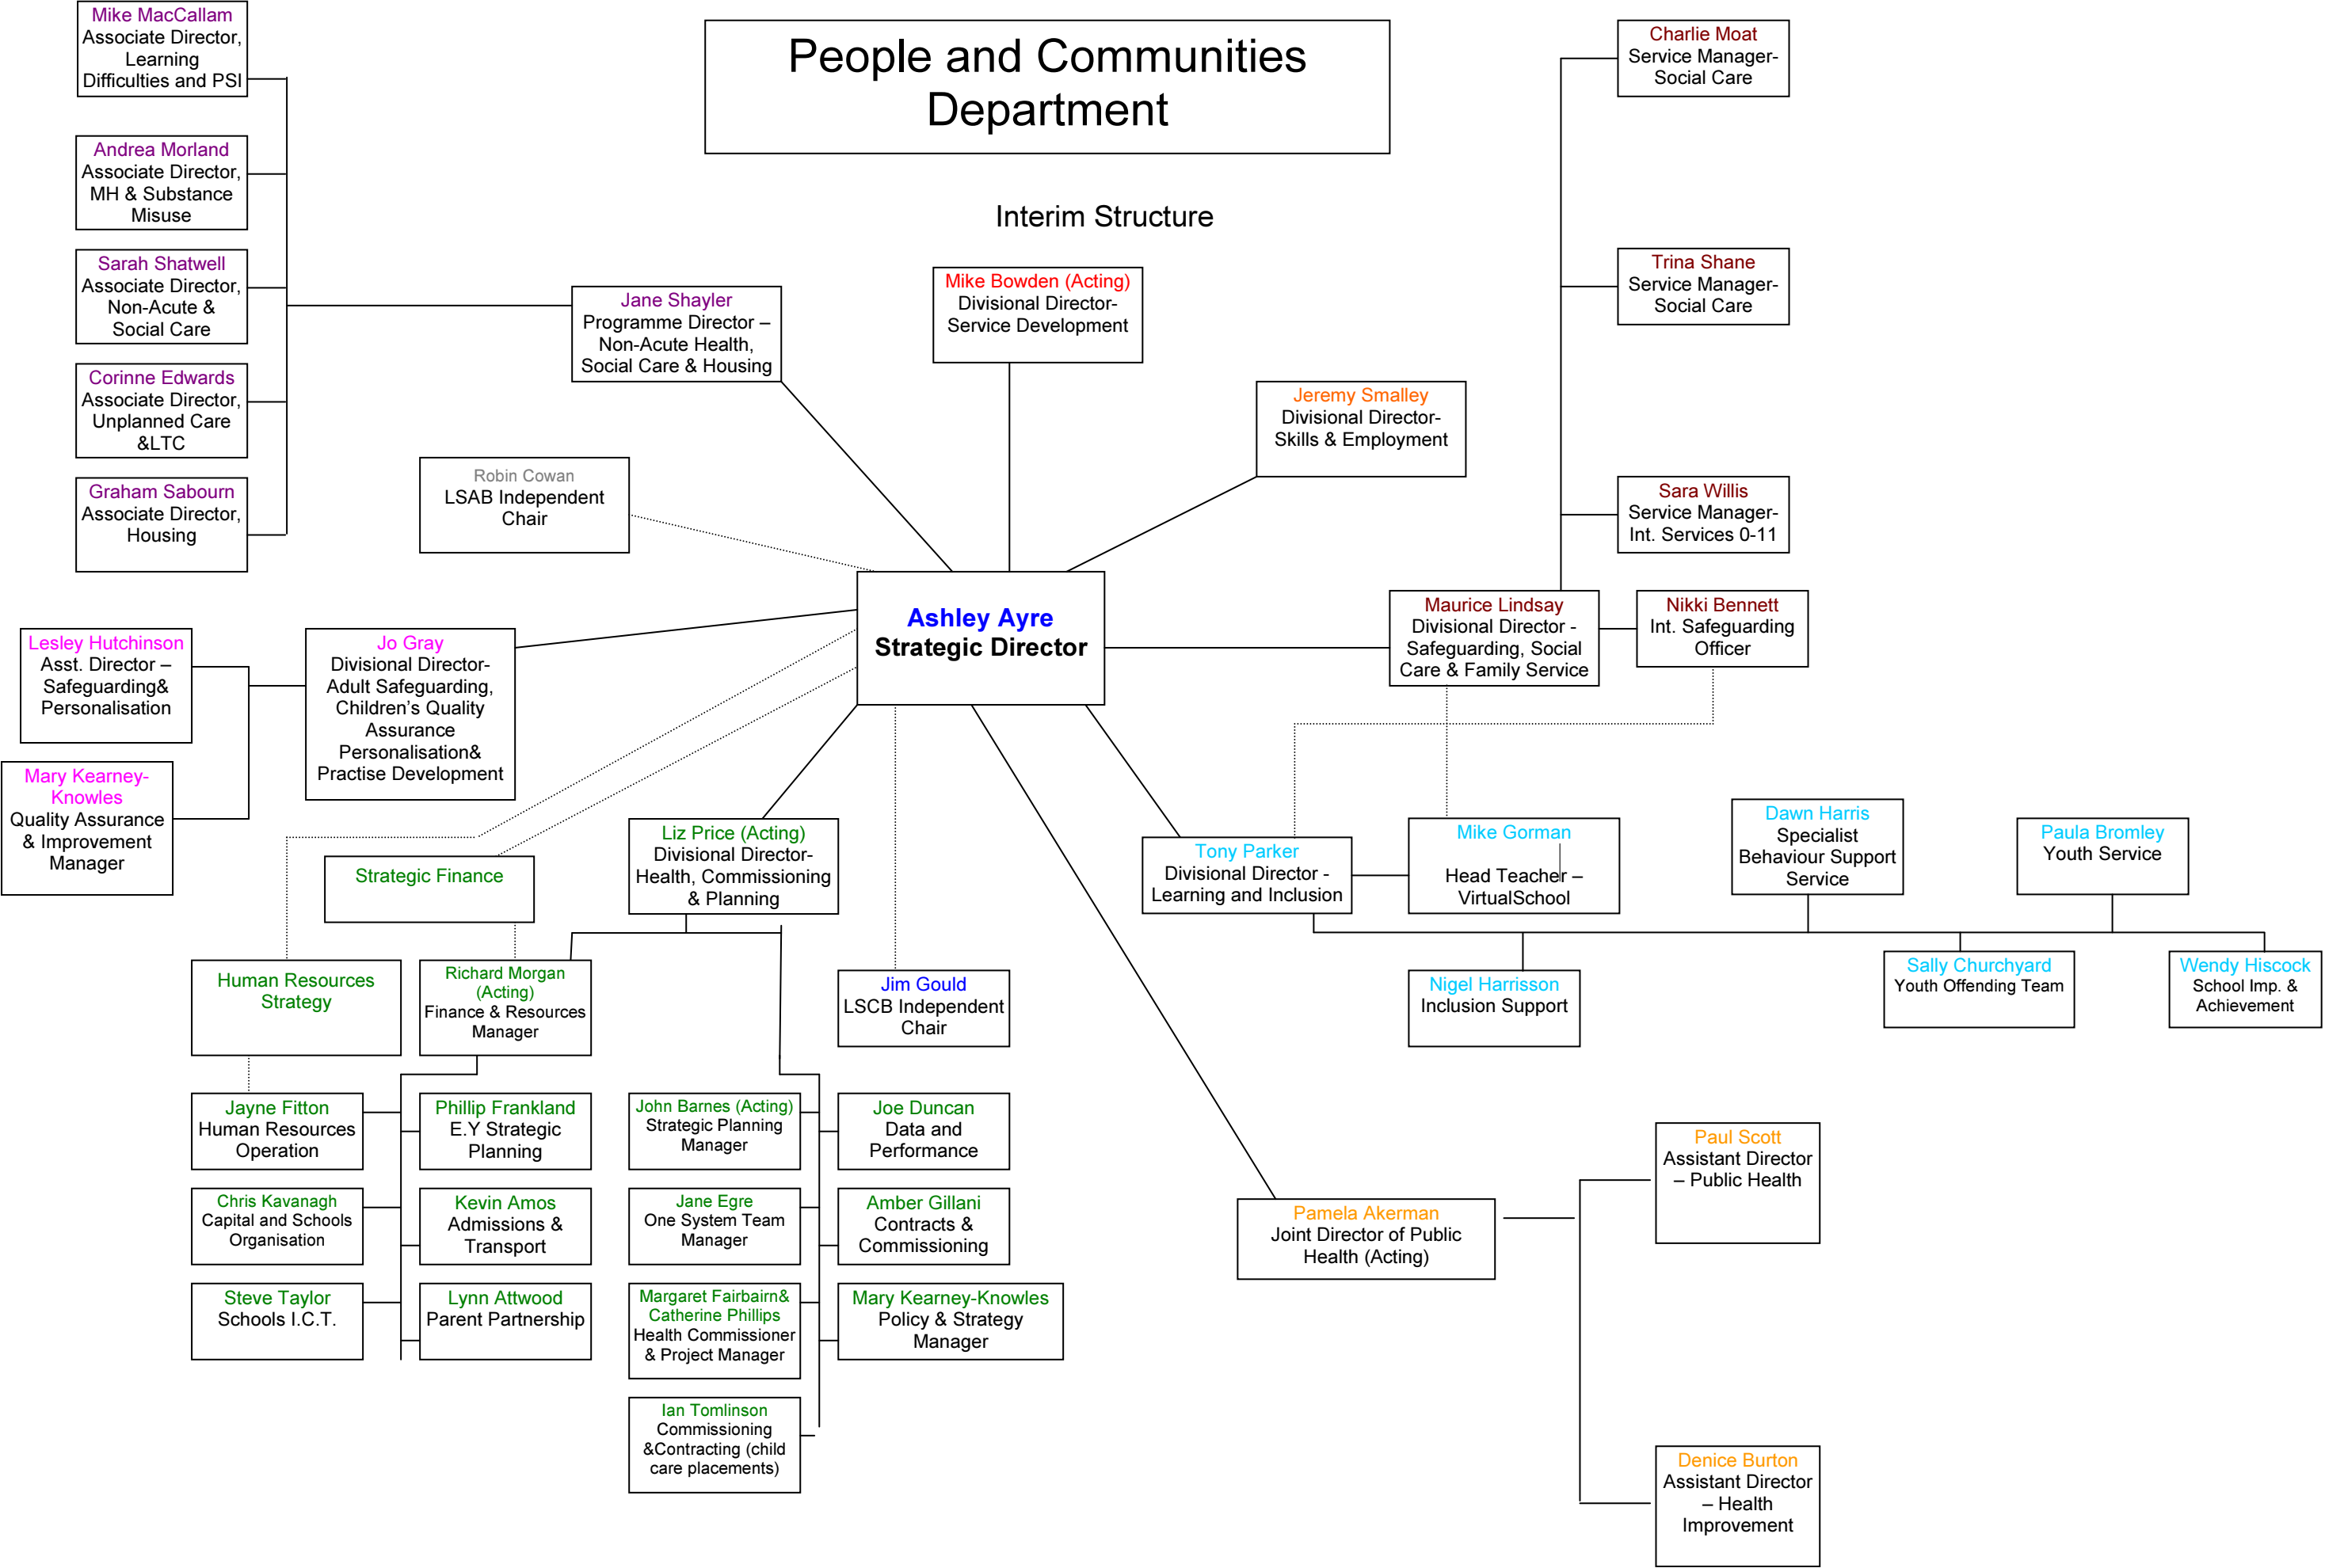 People and Communities
Department
Interim Structure
Mike MacCallam
Associate Director,
Learning
Difficulties and PSI
Andrea Morland
Associate Director,
MH & Substance
Misuse
Sarah Shatwell
Associate Director,
Non-Acute &
Social Care
Corinne Edwards
Associate Director,
Unplanned Care
&LTC
Graham Sabourn
Associate Director,
Housing
Jane Shayler
Programme Director –
Non-Acute Health,
Social Care & Housing
Mike Bowden (Acting)
Divisional Director-
Service Development
Jeremy Smalley
Divisional Director-
Skills & Employment
Robin Cowan
LSAB Independent
Chair
Charlie Moat
Service Manager-
Social Care
Trina Shane
Service Manager-
Social Care
Sara Willis
Service Manager-
Int. Services 0-11
Ashley Ayre
Strategic Director
Maurice Lindsay
Divisional Director -
Safeguarding, Social
Care & Family Service
Nikki Bennett
Int. Safeguarding
Officer
Lesley Hutchinson
Asst. Director –
Safeguarding&
Personalisation
Jo Gray
Divisional Director-
Adult Safeguarding,
Children's Quality
Assurance
Personalisation&
Practise Development
Mary Kearney-
Knowles
Quality Assurance
& Improvement
Manager
Strategic Finance
Liz Price (Acting)
Divisional Director-
Health, Commissioning
& Planning
Tony Parker
Divisional Director -
Learning and Inclusion
Mike Gorman
Head Teacher –
VirtualSchool
Dawn Harris
Specialist
Behaviour Support
Service
Paula Bromley
Youth Service
Human Resources
Strategy
Richard Morgan
(Acting)
Finance & Resources
Manager
Jim Gould
LSCB Independent
Chair
Nigel Harrisson
Inclusion Support
Sally Churchyard
Youth Offending Team
Wendy Hiscock
School Imp. &
Achievement
Jayne Fitton
Human Resources
Operation
Phillip Frankland
E.Y Strategic
Planning
John Barnes (Acting)
Strategic Planning
Manager
Joe Duncan
Data and
Performance
Chris Kavanagh
Capital and Schools
Organisation
Kevin Amos
Admissions &
Transport
Jane Egre
One System Team
Manager
Amber Gillani
Contracts &
Commissioning
Steve Taylor
Schools I.C.T.
Lynn Attwood
Parent Partnership
Margaret Fairbairn&
Catherine Phillips
Health Commissioner
& Project Manager
Mary Kearney-Knowles
Policy & Strategy
Manager
Ian Tomlinson
Commissioning
&Contracting (child
care placements)
Pamela Akerman
Joint Director of Public
Health (Acting)
Paul Scott
Assistant Director
– Public Health
Denice Burton
Assistant Director
– Health
Improvement